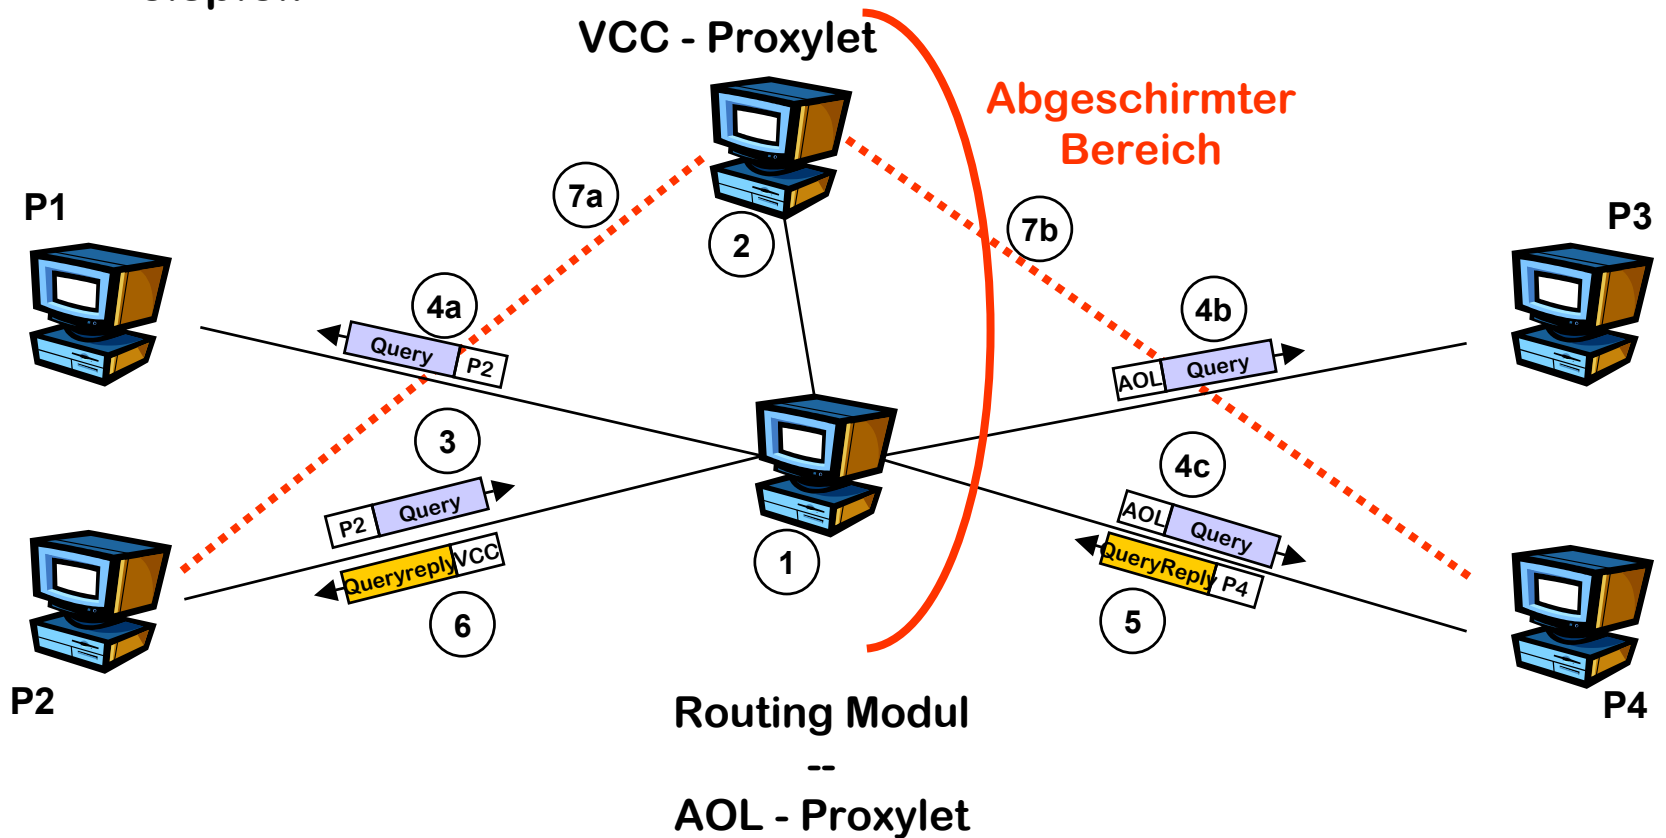 VCC - Proxylet
Abgeschirmter
Bereich
7a
P1
P3
2
7b
4a
4b
Query P2
AOL Query
3
4c
P2 Query
AOL Query
Queryreply VCC
QueryReply P4
1
6
5
P2
P4
Routing Modul
--
AOL - Proxylet